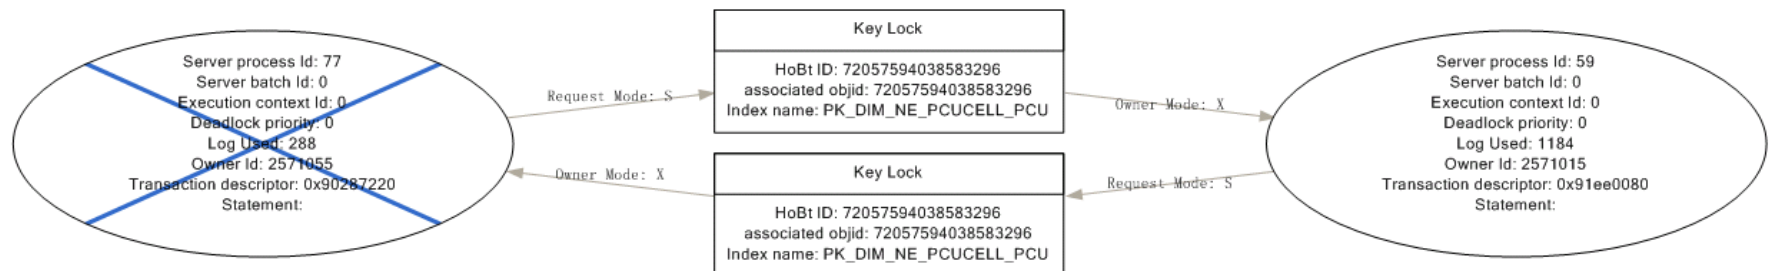 Server process Id: 77
Server batch Id: 0
Execution context Id: 0
Deadlock priority: 0
Log Used: 288
Owner Id: 2571055
Transaction descriptor: 0x90287220
Statement:
Request Mode: S
Owner Mode: X
Key Lock
HoBt ID: 72057594038583296
associated objid: 72057594038583296
Index name: PK_DIM_NE_PCUCELL_PCU
Key Lock
HoBt ID: 72057594038583296
associated objid: 72057594038583296
Index name: PK_DIM_NE_PCUCELL_PCU
Owner Mode: X
Request Mode: S
Server process Id: 59
Server batch Id: 0
Execution context Id: 0
Deadlock priority: 0
Log Used: 1184
Owner Id: 2571015
Transaction descriptor: 0x91ee0080
Statement: